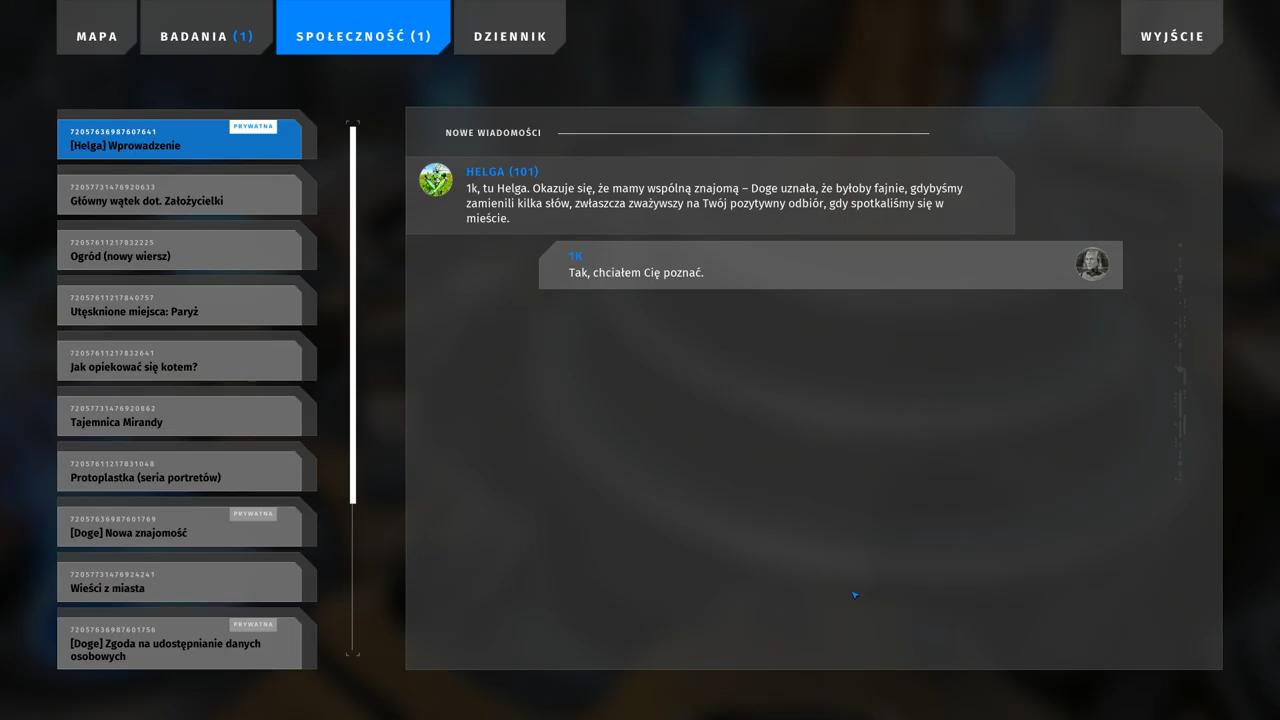 MAPA
BADANIA (1)
SPOŁECZNOŚĆ (1)
DZIENNIK
WYJŚCIE
72057636987607641
PRYWATNA
[Helga] Wprowadzenie
72057731476920633
Główny wątek dot. Założycielki
72057611217832225
Ogród (nowy wiersz)
72057611217840757
Utęsknione miejsca: Paryż
72057611217832641
Jak opiekować się kotem?
72057731476920862
Tajemnica Mirandy
72057611217831048
Protoplastka (seria portretów)
72057636987601769
PRYWATNA
[Doge] Nowa znajomość
72057731476924241
Wieści z miasta
72057636987601756
PRYWATNA
[Doge] Zgoda na udostępnianie danych
osobowych
NOWE WIADOMOŚCI
HELGA (101)
1k, tu Helga. Okazuje się, że mamy wspólną znajomą – Doge uznała, że byłoby fajnie, gdybyśmy
zamienili kilka słów, zwłaszcza zważywszy na Twój pozytywny odbiór, gdy spotkaliśmy się w
mieście.
1K
Tak, chciałem Cię poznać.